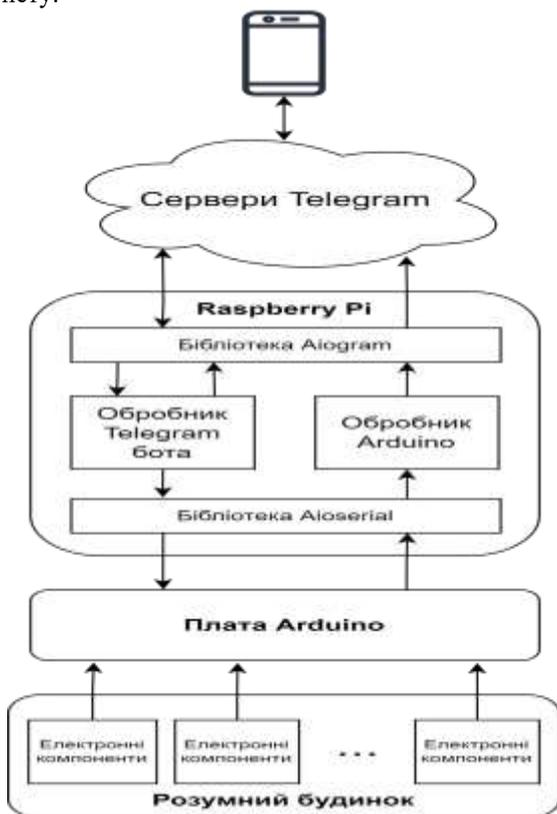 Сервери Telegram
Raspberry Pi
Бібліотека Aiogram
Обробник
Telegram
бота
Обробник
Arduino
Бібліотека Aioserial
Плата Arduino
Електронні
компоненти
Електронні
компоненти
...
Електронні
компоненти
Розумний будинок